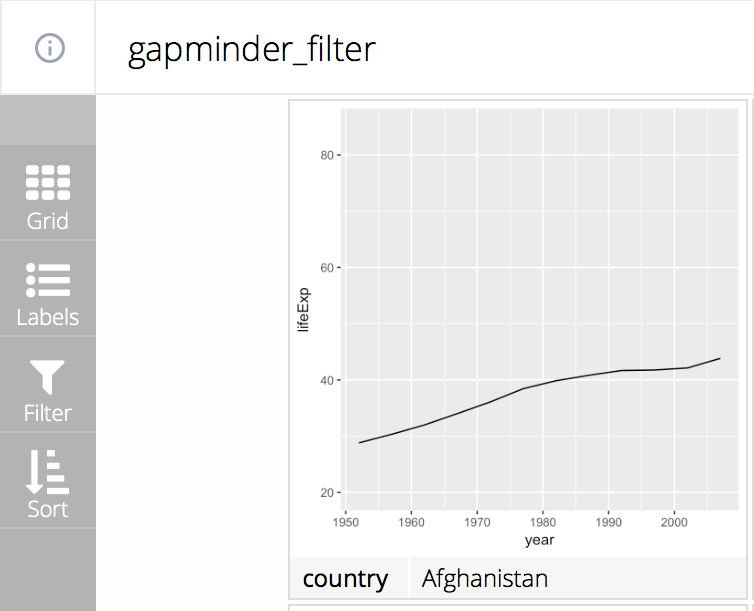 gapminder_filter
Grid
Labels
Filter
Sort
80
60
40
20
lifeExp
1950 1960 1970 1980 1990 2000
year
country Afghanistan